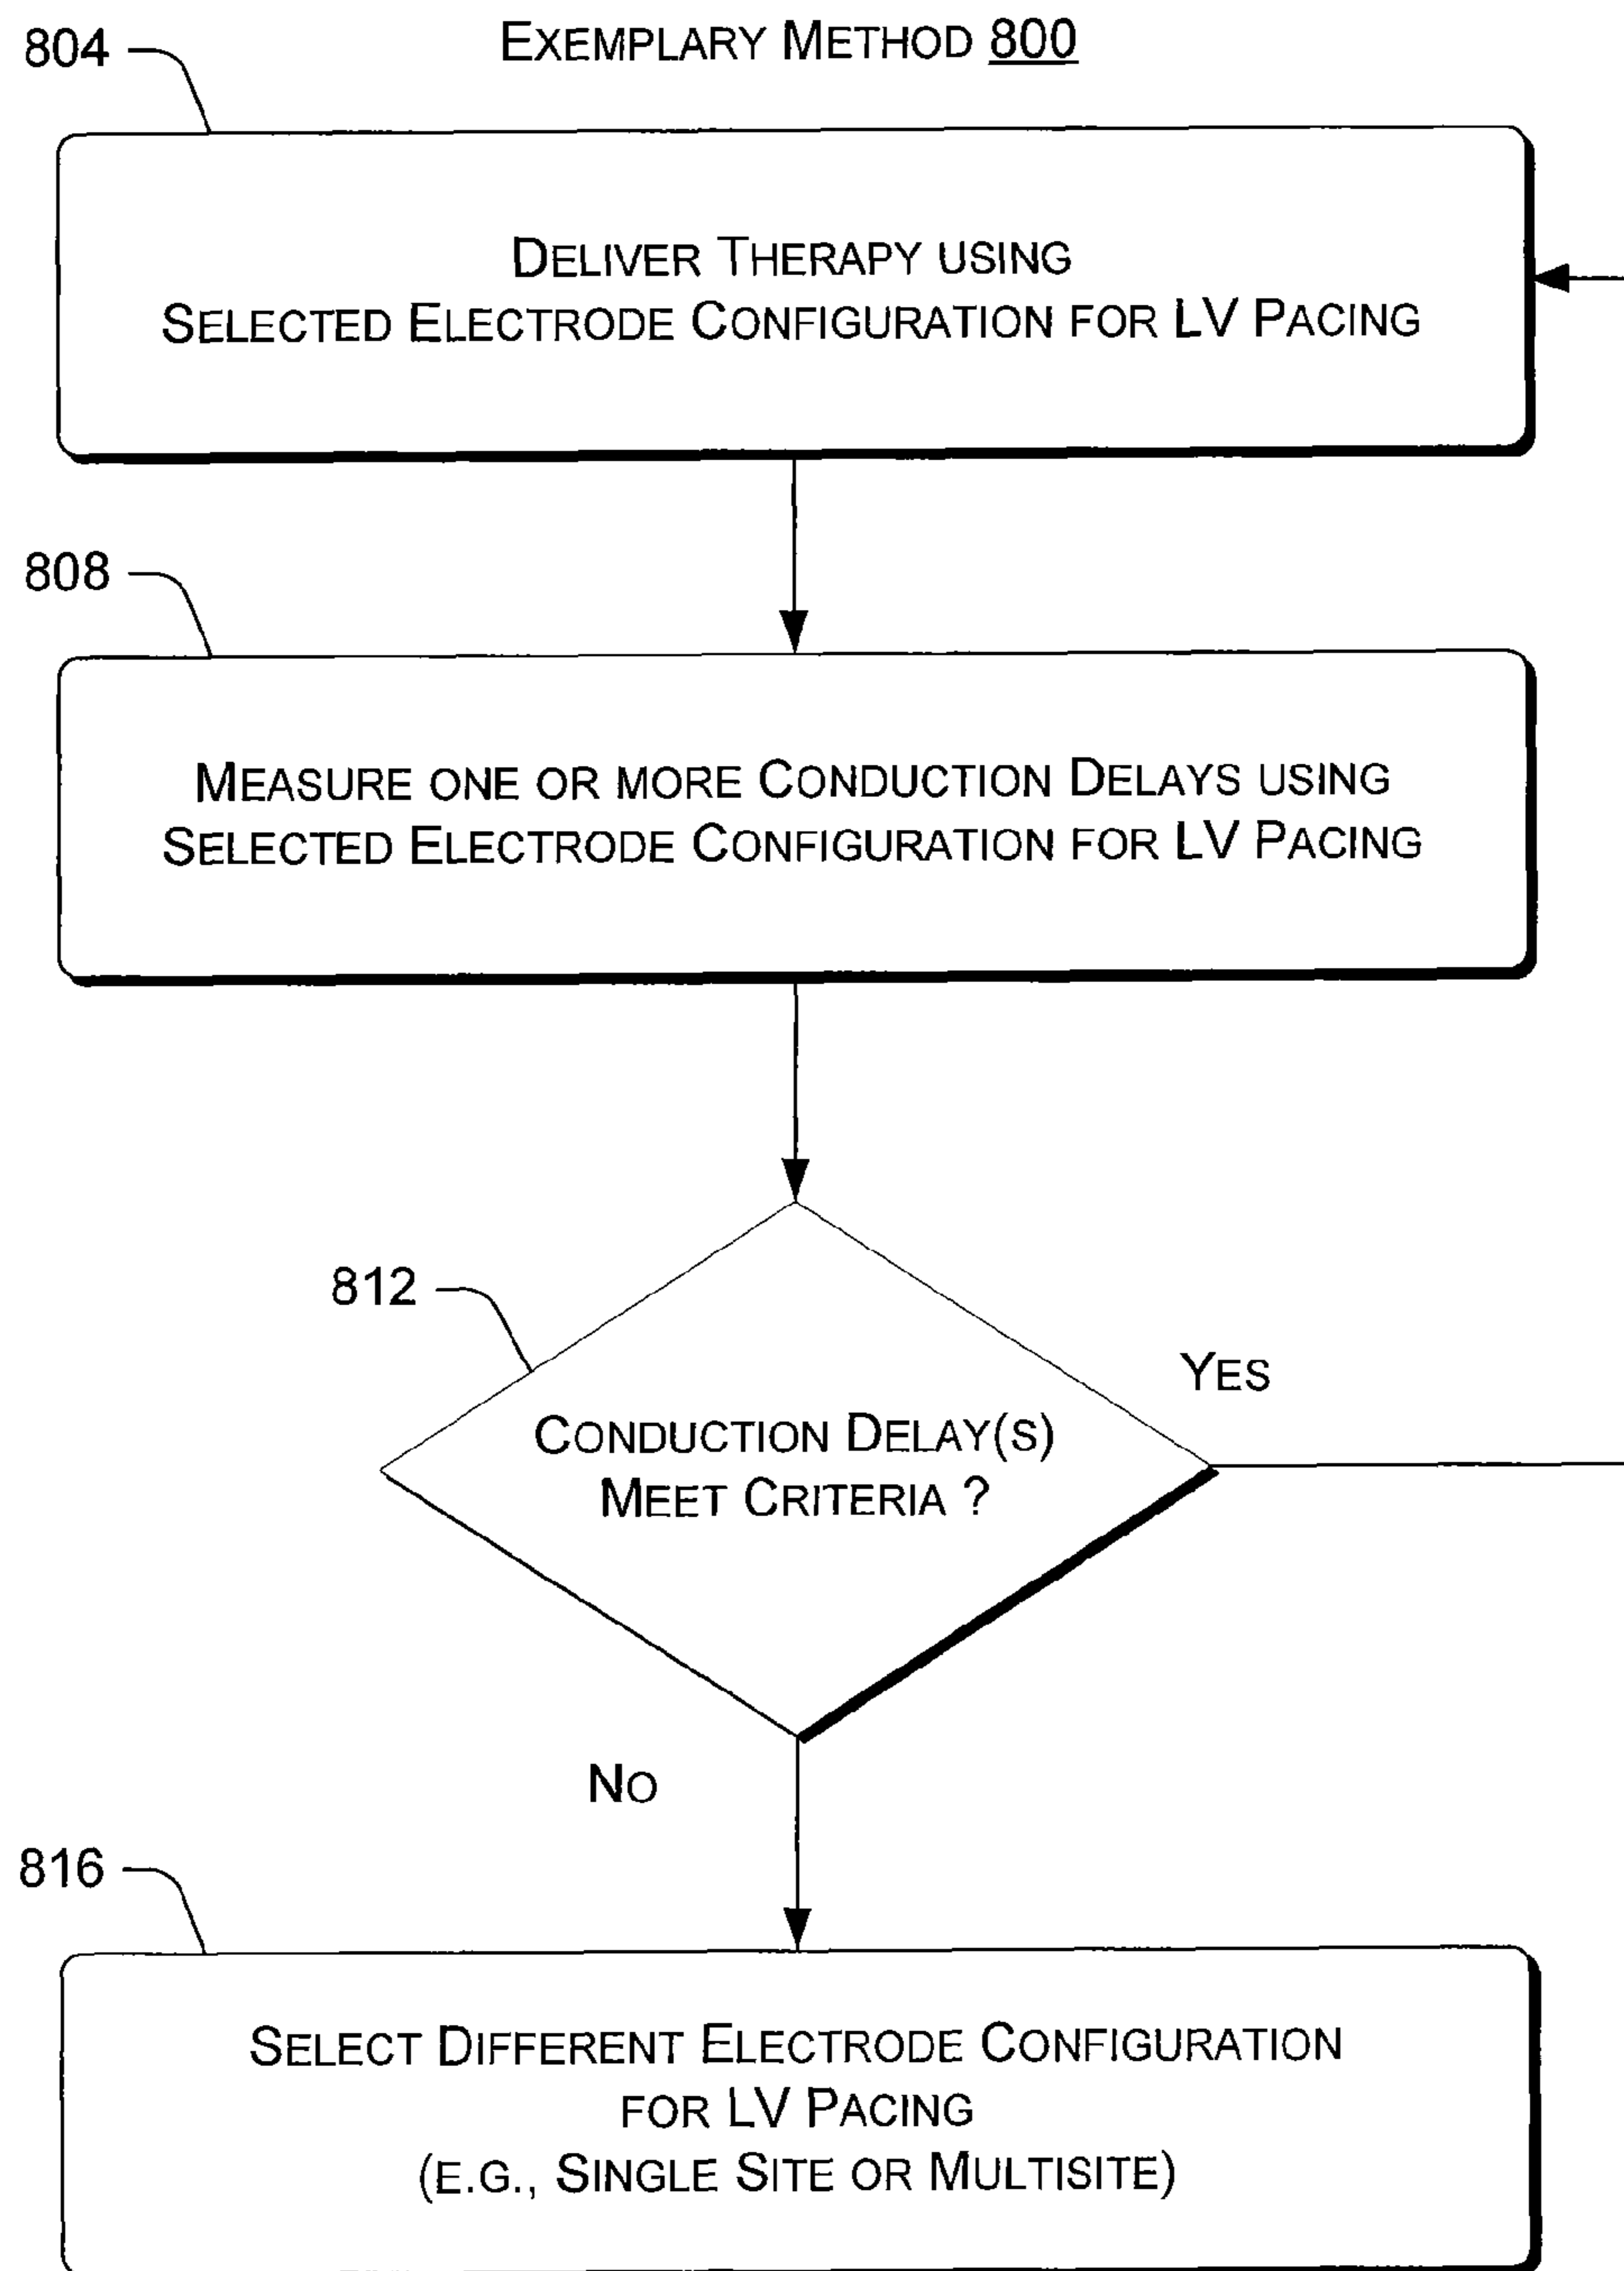 EXEMPLARY METHOD 800
804
DELIVER THERAPY USING
SELECTED ELECTRODE CONFIGURATION FOR LV PACING
808
MEASURE ONE OR MORE CONDUCTION DELAYS USING
SELECTED ELECTRODE CONFIGURATION FOR LV PACING
812
CONDUCTION DELAY(S)
MEET CRITERIA ?
YES
NO
816
SELECT DIFFERENT ELECTRODE CONFIGURATION
FOR LV PACING
(E.G., SINGLE SITE OR MULTISITE)